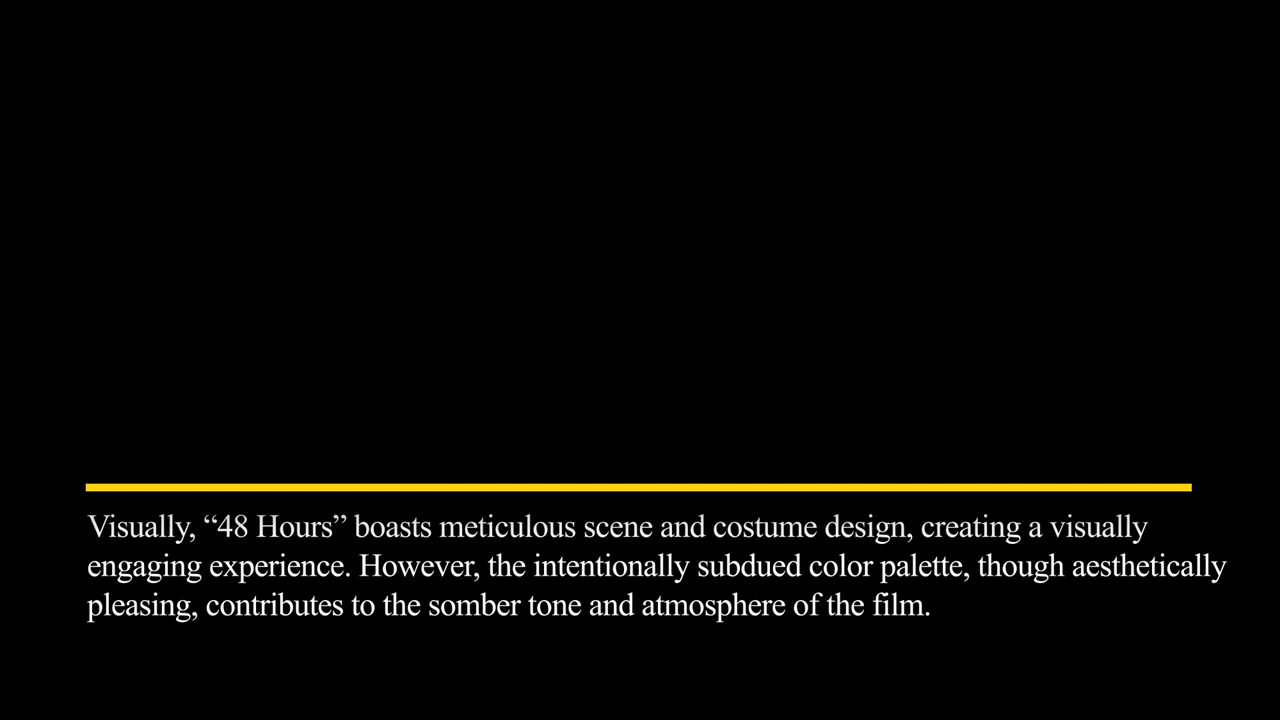 Visually, “48 Hours” boasts meticulous scene and costume design, creating a visually
engaging experience. However, the intentionally subdued color palette, though aesthetically
pleasing, contributes to the somber tone and atmosphere of the film.